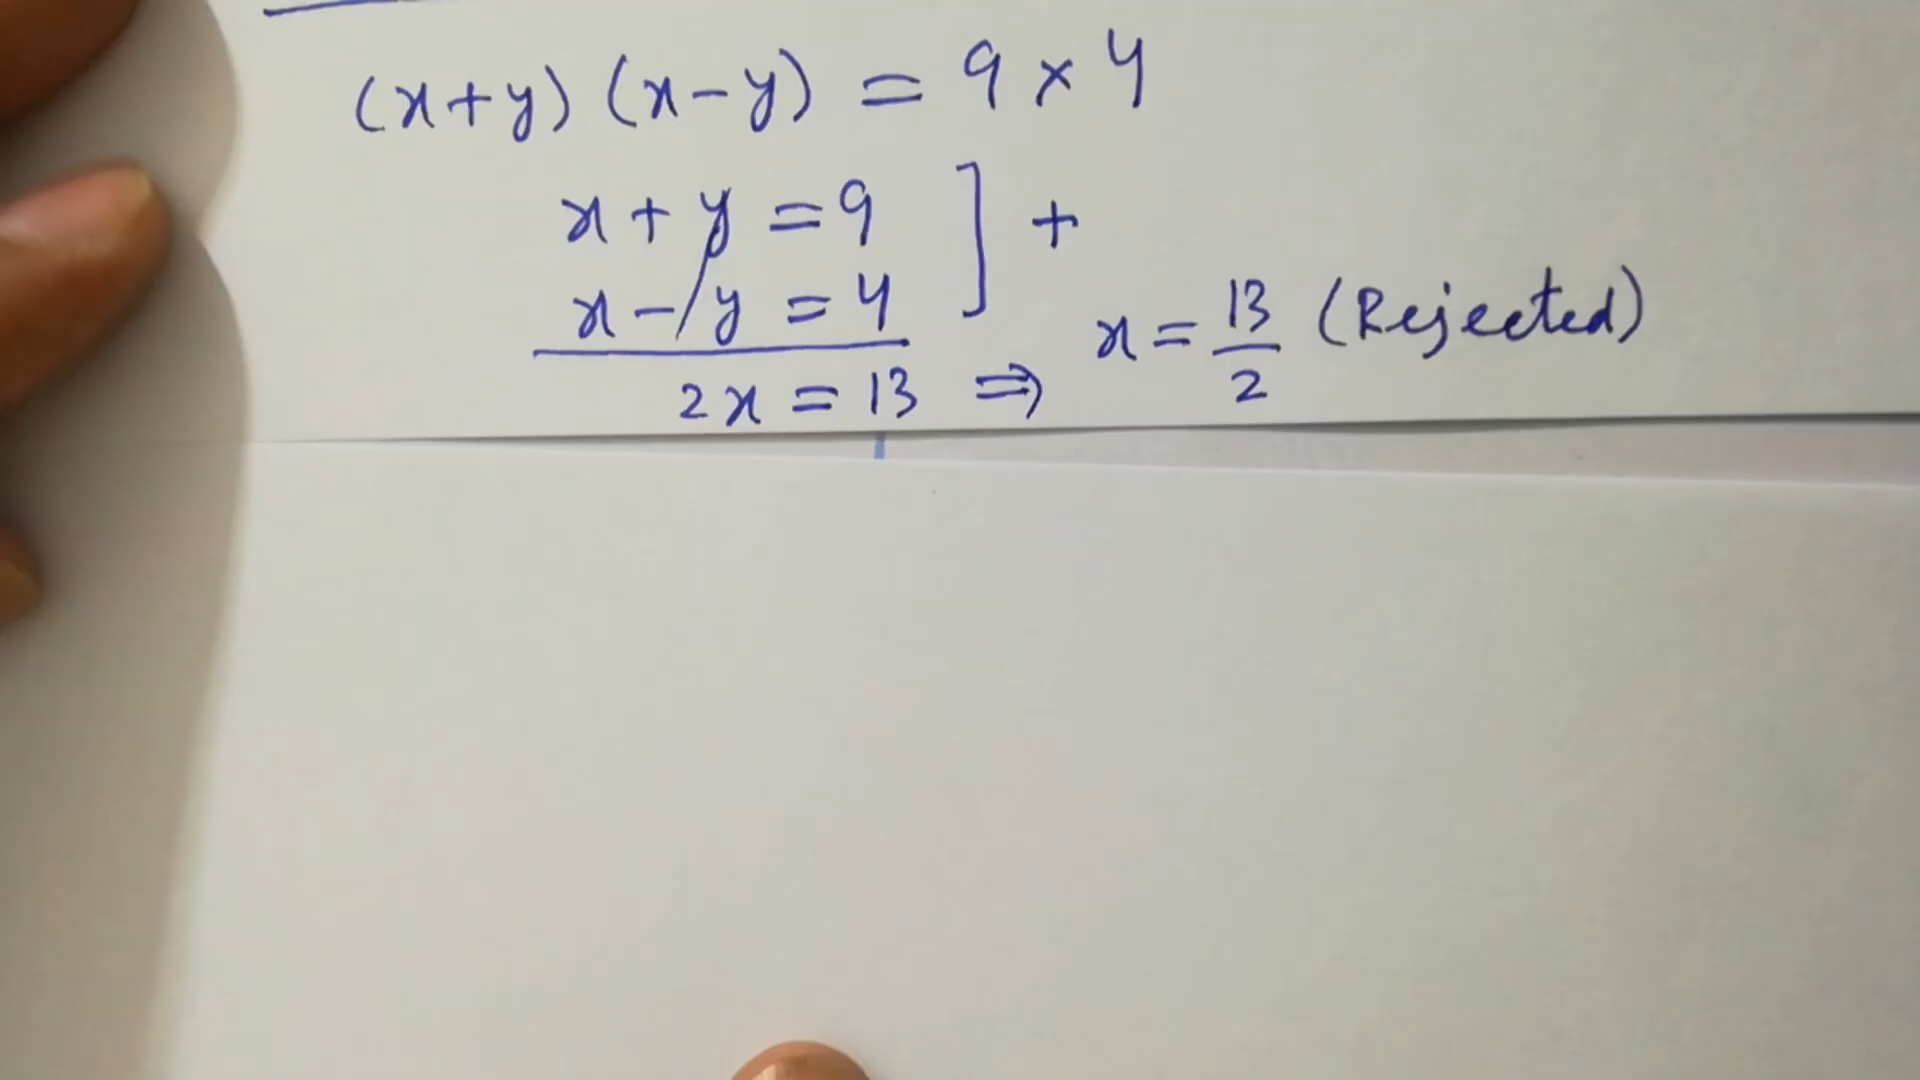 (x+y) (x-y) = 9 × 4
x + y = 9 ] +
x - y = 4
2x = 13 ⇒ x = 13/2 (Rejected)